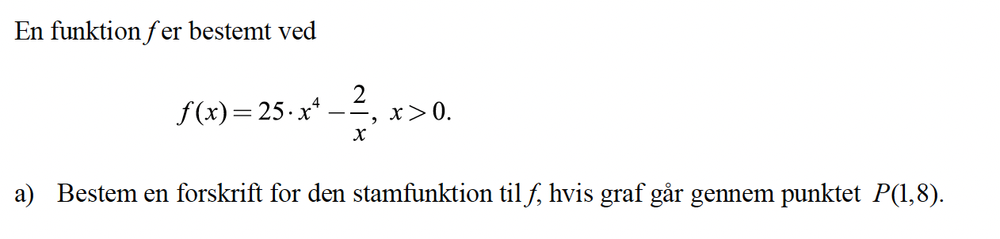 En funktion f er bestemt ved
f(x) = 25 · x⁴ − 2/x, x > 0.
a) Bestem en forskrift for den stamfunktion til f, hvis graf går gennem punktet P(1,8).